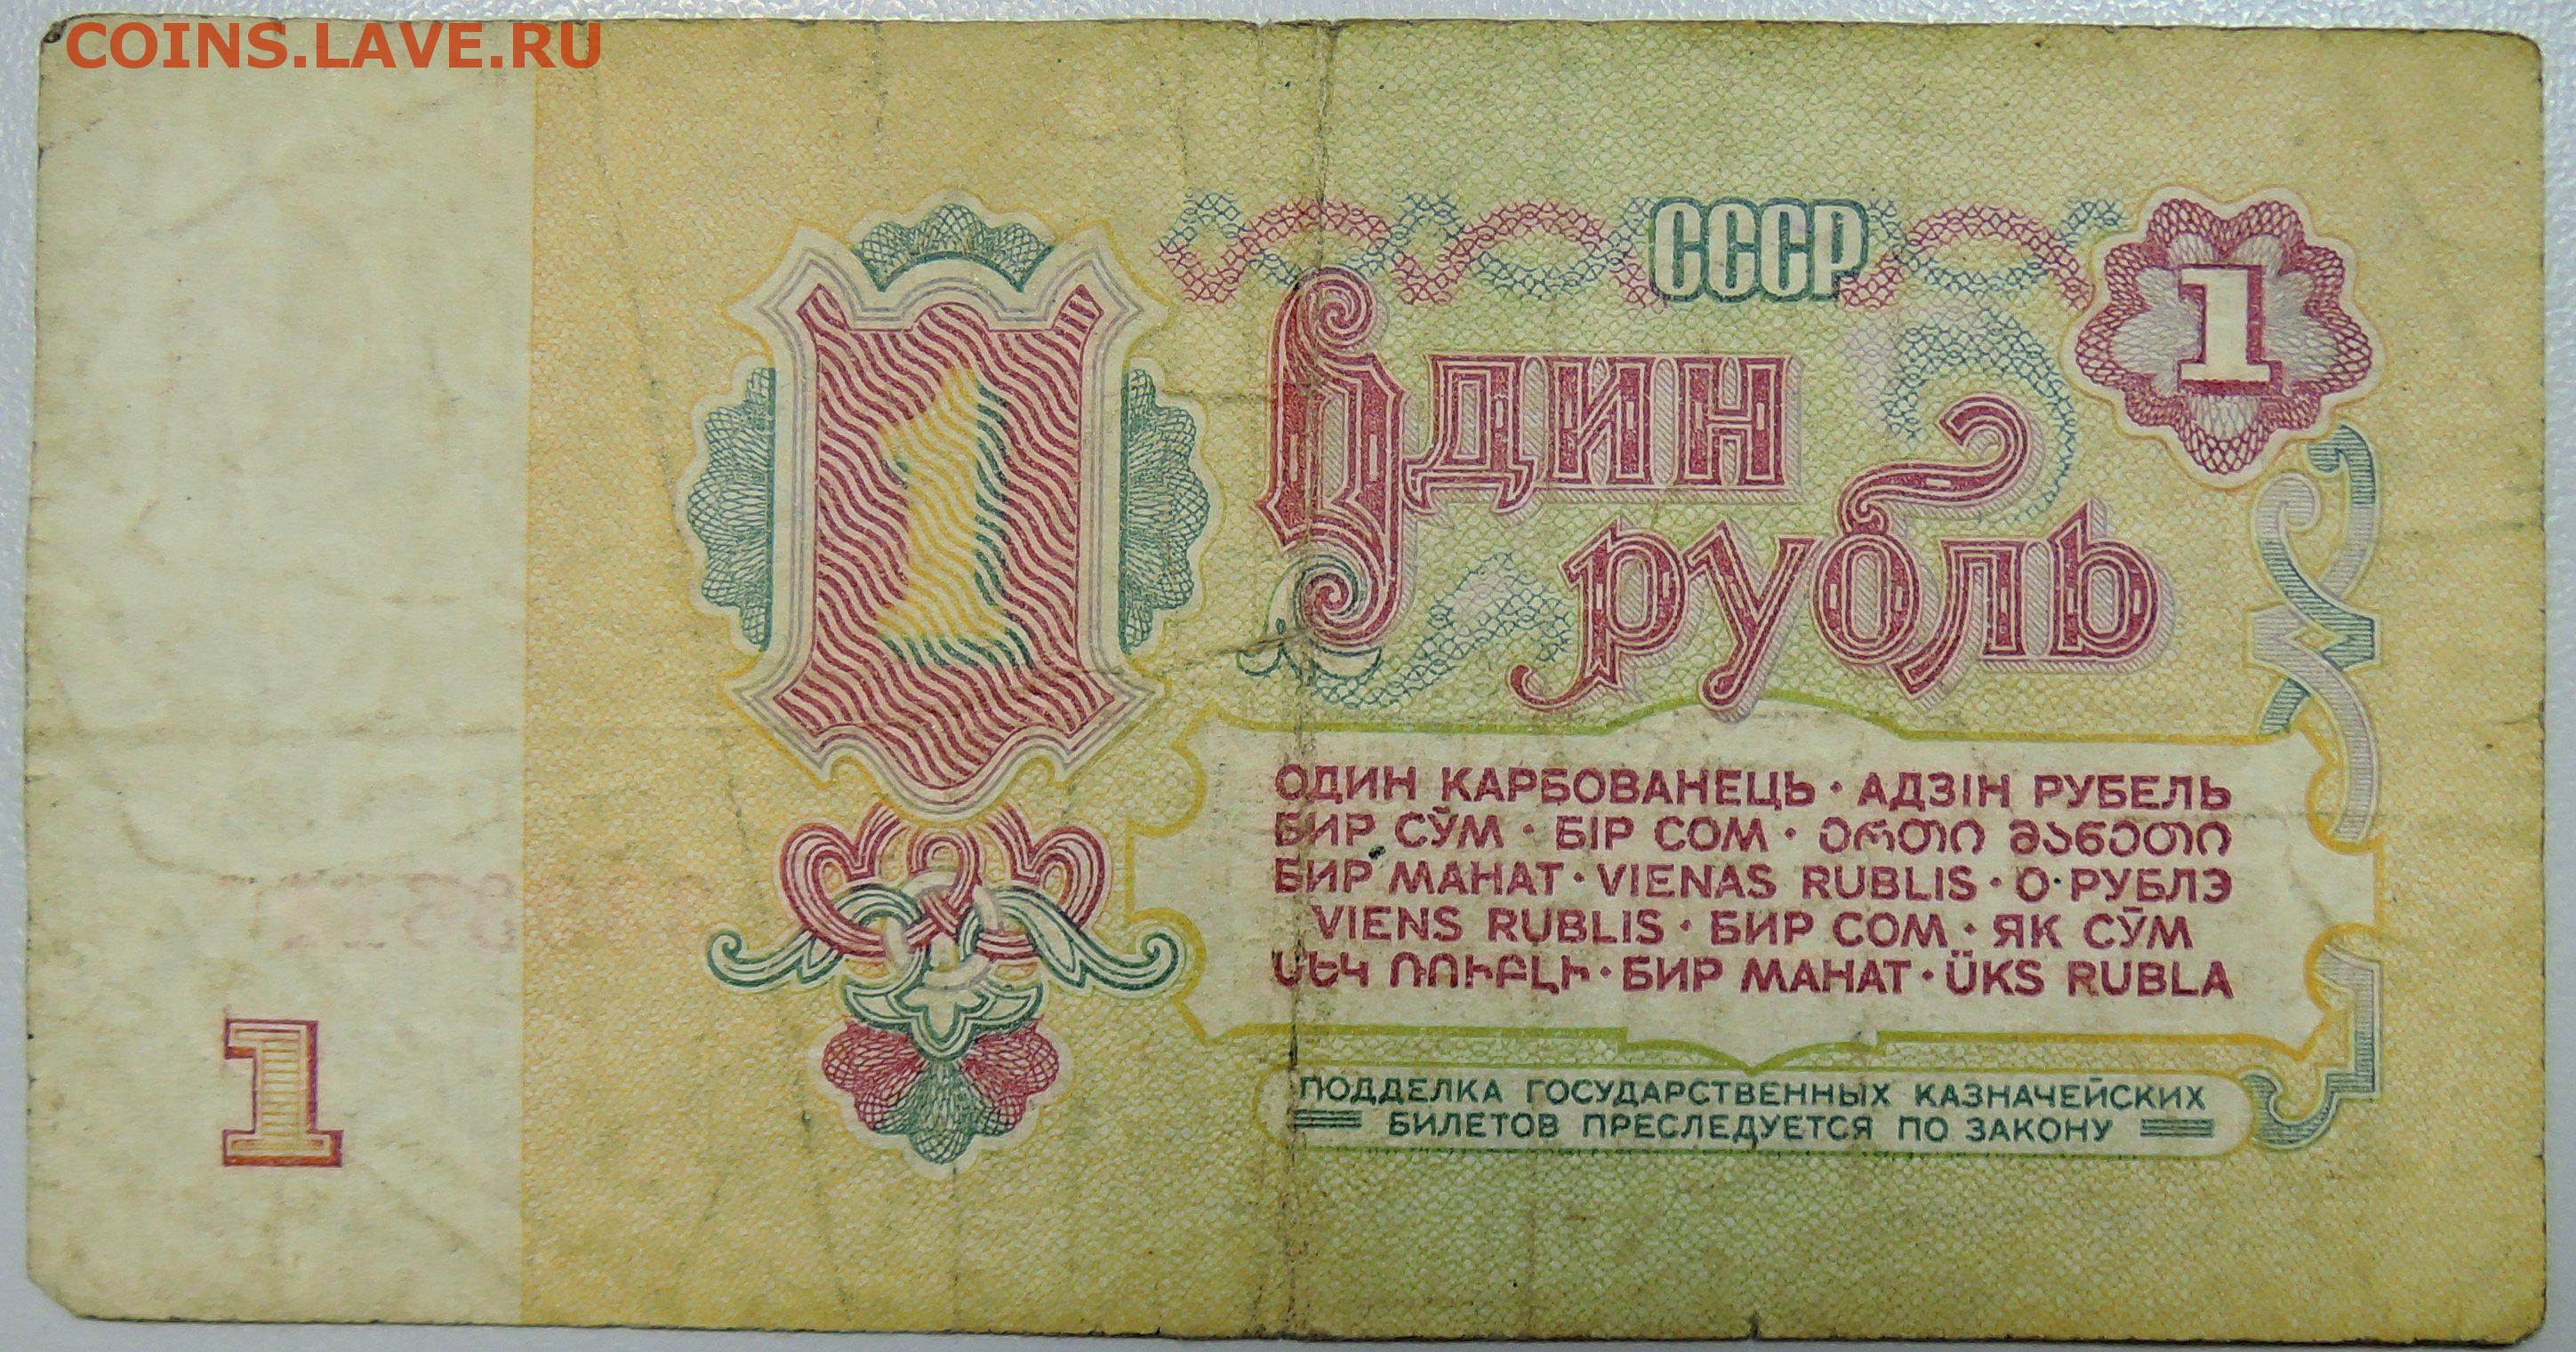 COINS.LAVE.RU
СССР
1
Один
рубль
1
ОДИН КАРБОВАНЕЦЬ · АДЗІН РУБЕЛЬ
БИР СЎМ · БІР СОМ · ერთი მანეთი
БИР МАНАТ · VIENAS RUBLIS · О РУБЛЭ
VIENS RUBLIS · БИР СОМ · ЯК СӮМ
ՄԵԿ ՌՈՒԲԼԻ · БИР МАНАТ · ÜKS RUBLA
ПОДДЕЛКА ГОСУДАРСТВЕННЫХ КАЗНАЧЕЙСКИХ
БИЛЕТОВ ПРЕСЛЕДУЕТСЯ ПО ЗАКОНУ
1